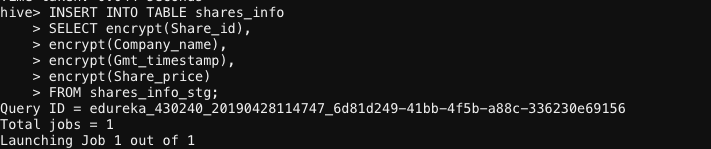 hive> INSERT INTO TABLE shares_info
> SELECT encrypt(Share_id),
> encrypt(Company_name),
> encrypt(Gmt_timestamp),
> encrypt(Share_price)
> FROM shares_info_stg;
Query ID = edureka_430240_20190428114747_6d81d249-41bb-4f5b-a88c-336230e69156
Total jobs = 1
Launching Job 1 out of 1